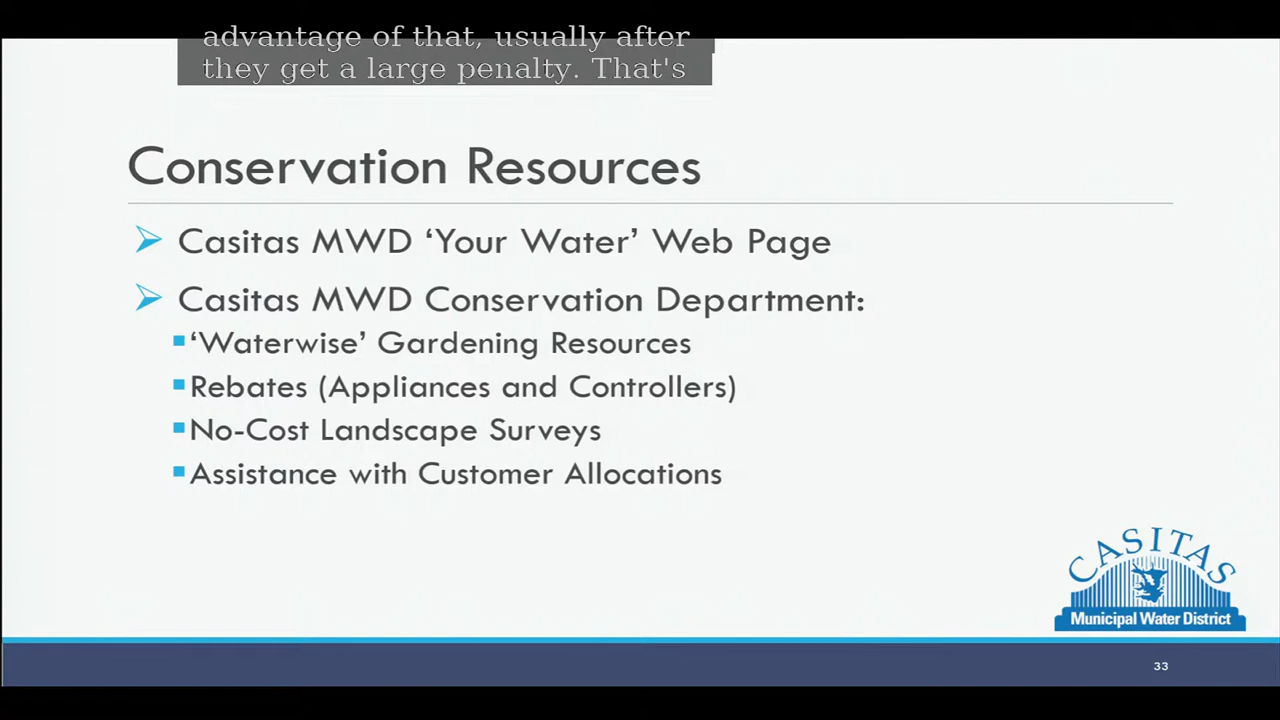 advantage of that, usually after
they get a large penalty. That's
Conservation Resources
Casitas MWD ‘Your Water’ Web Page
Casitas MWD Conservation Department:
‘Waterwise’ Gardening Resources
Rebates (Appliances and Controllers)
No-Cost Landscape Surveys
Assistance with Customer Allocations
CASITAS
Municipal Water District
33